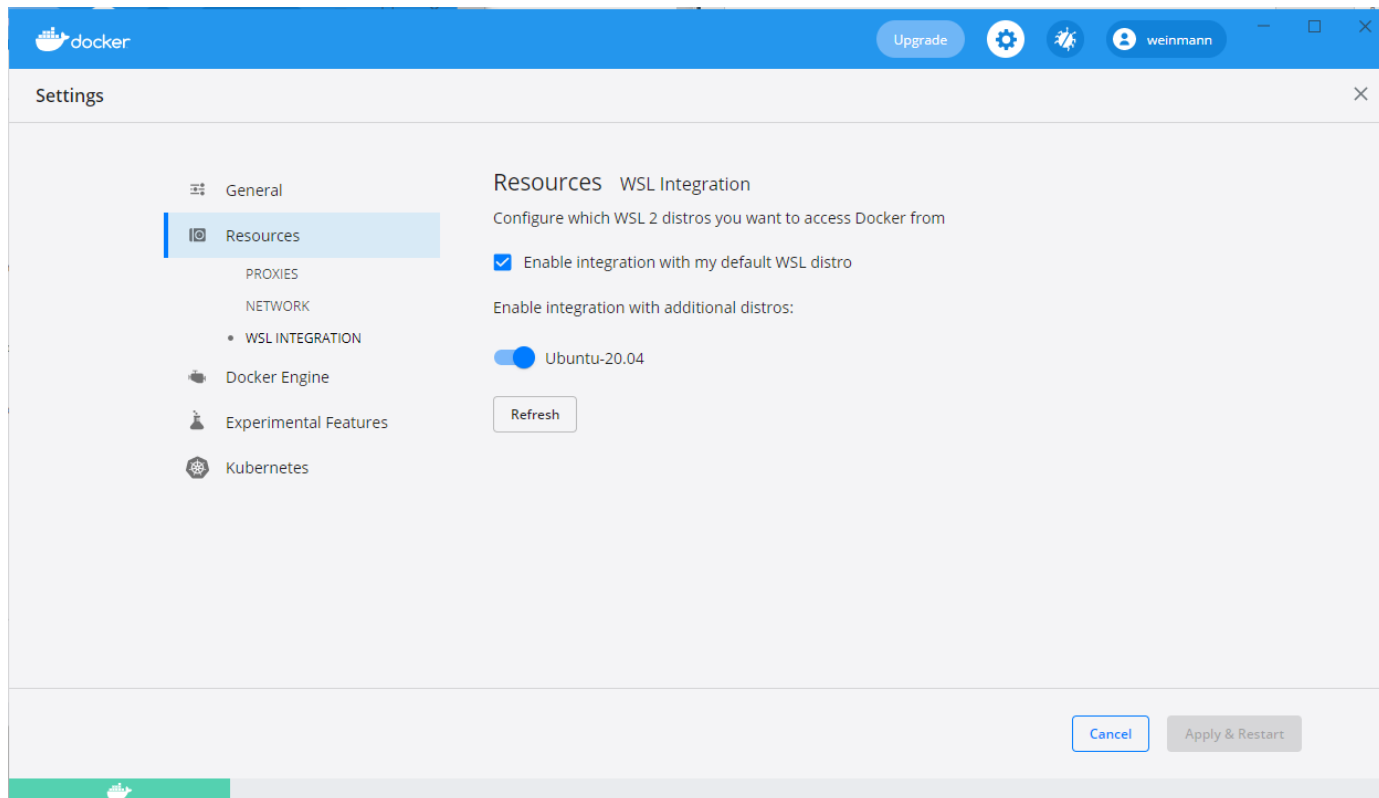 docker
Upgrade
weinmann
Settings
General
Resources
PROXIES
NETWORK
WSL INTEGRATION
Docker Engine
Experimental Features
Kubernetes
Resources WSL Integration
Configure which WSL 2 distros you want to access Docker from
Enable integration with my default WSL distro
Enable integration with additional distros:
Ubuntu-20.04
Refresh
Cancel
Apply & Restart